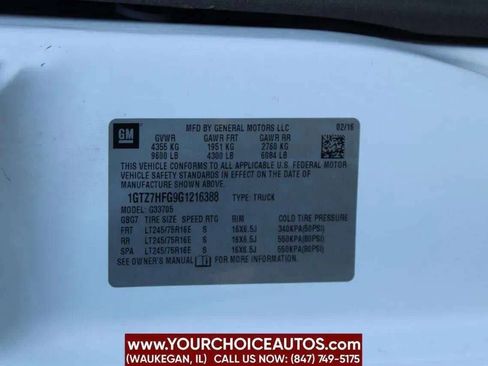 GM
MFD BY GENERAL MOTORS LLC 02/16
GVWR GAWR FRT GAWR RR
4355 KG 1951 KG 2760 KG
9600 LB 4300 LB 6084 LB
THIS VEHICLE CONFORMS TO ALL APPLICABLE U.S. FEDERAL MOTOR
VEHICLE SAFETY STANDARDS IN EFFECT ON THE DATE OF
MANUFACTURE SHOWN ABOVE.
1GTZ7HFG9G1216388 TYPE: TRUCK
MODEL: G33705
GBG7 TIRE SIZE SPEED RTG RIM COLD TIRE PRESSURE
FRT LT245/75R16E S 16X6.5J 340KPA(50PSI)
RR LT245/75R16E S 16X6.5J 550KPA(80PSI)
SPA LT245/75R16E S 16X6.5J 550KPA(80PSI)
SEE OWNER'S MANUAL FOR MORE INFORMATION.
WWW.YOURCHOICEAUTOS.COM
(WAUKEGAN, IL) CALL US NOW: (847) 749-5175